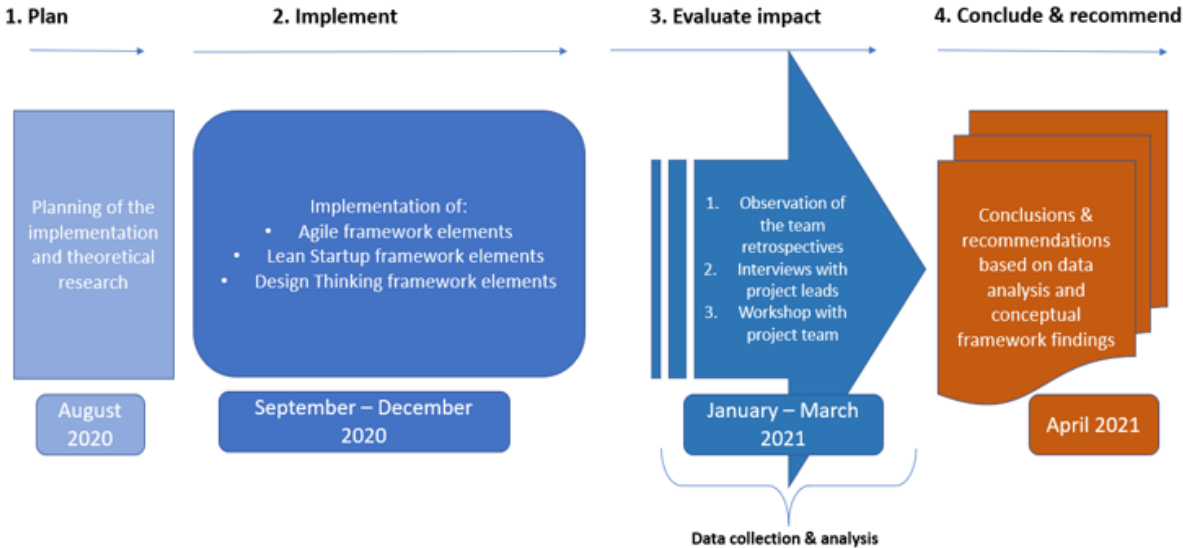 1. Plan
2. Implement
3. Evaluate impact
4. Conclude & recommend
Planning of the
implementation
and theoretical
research
August
2020
Implementation of:
• Agile framework elements
• Lean Startup framework elements
• Design Thinking framework elements
September – December
2020
1. Observation of
the team
retrospectives
2. Interviews with
project leads
3. Workshop with
project team
January – March
2021
Data collection & analysis
Conclusions &
recommendations
based on data
analysis and
conceptual
framework findings
April 2021